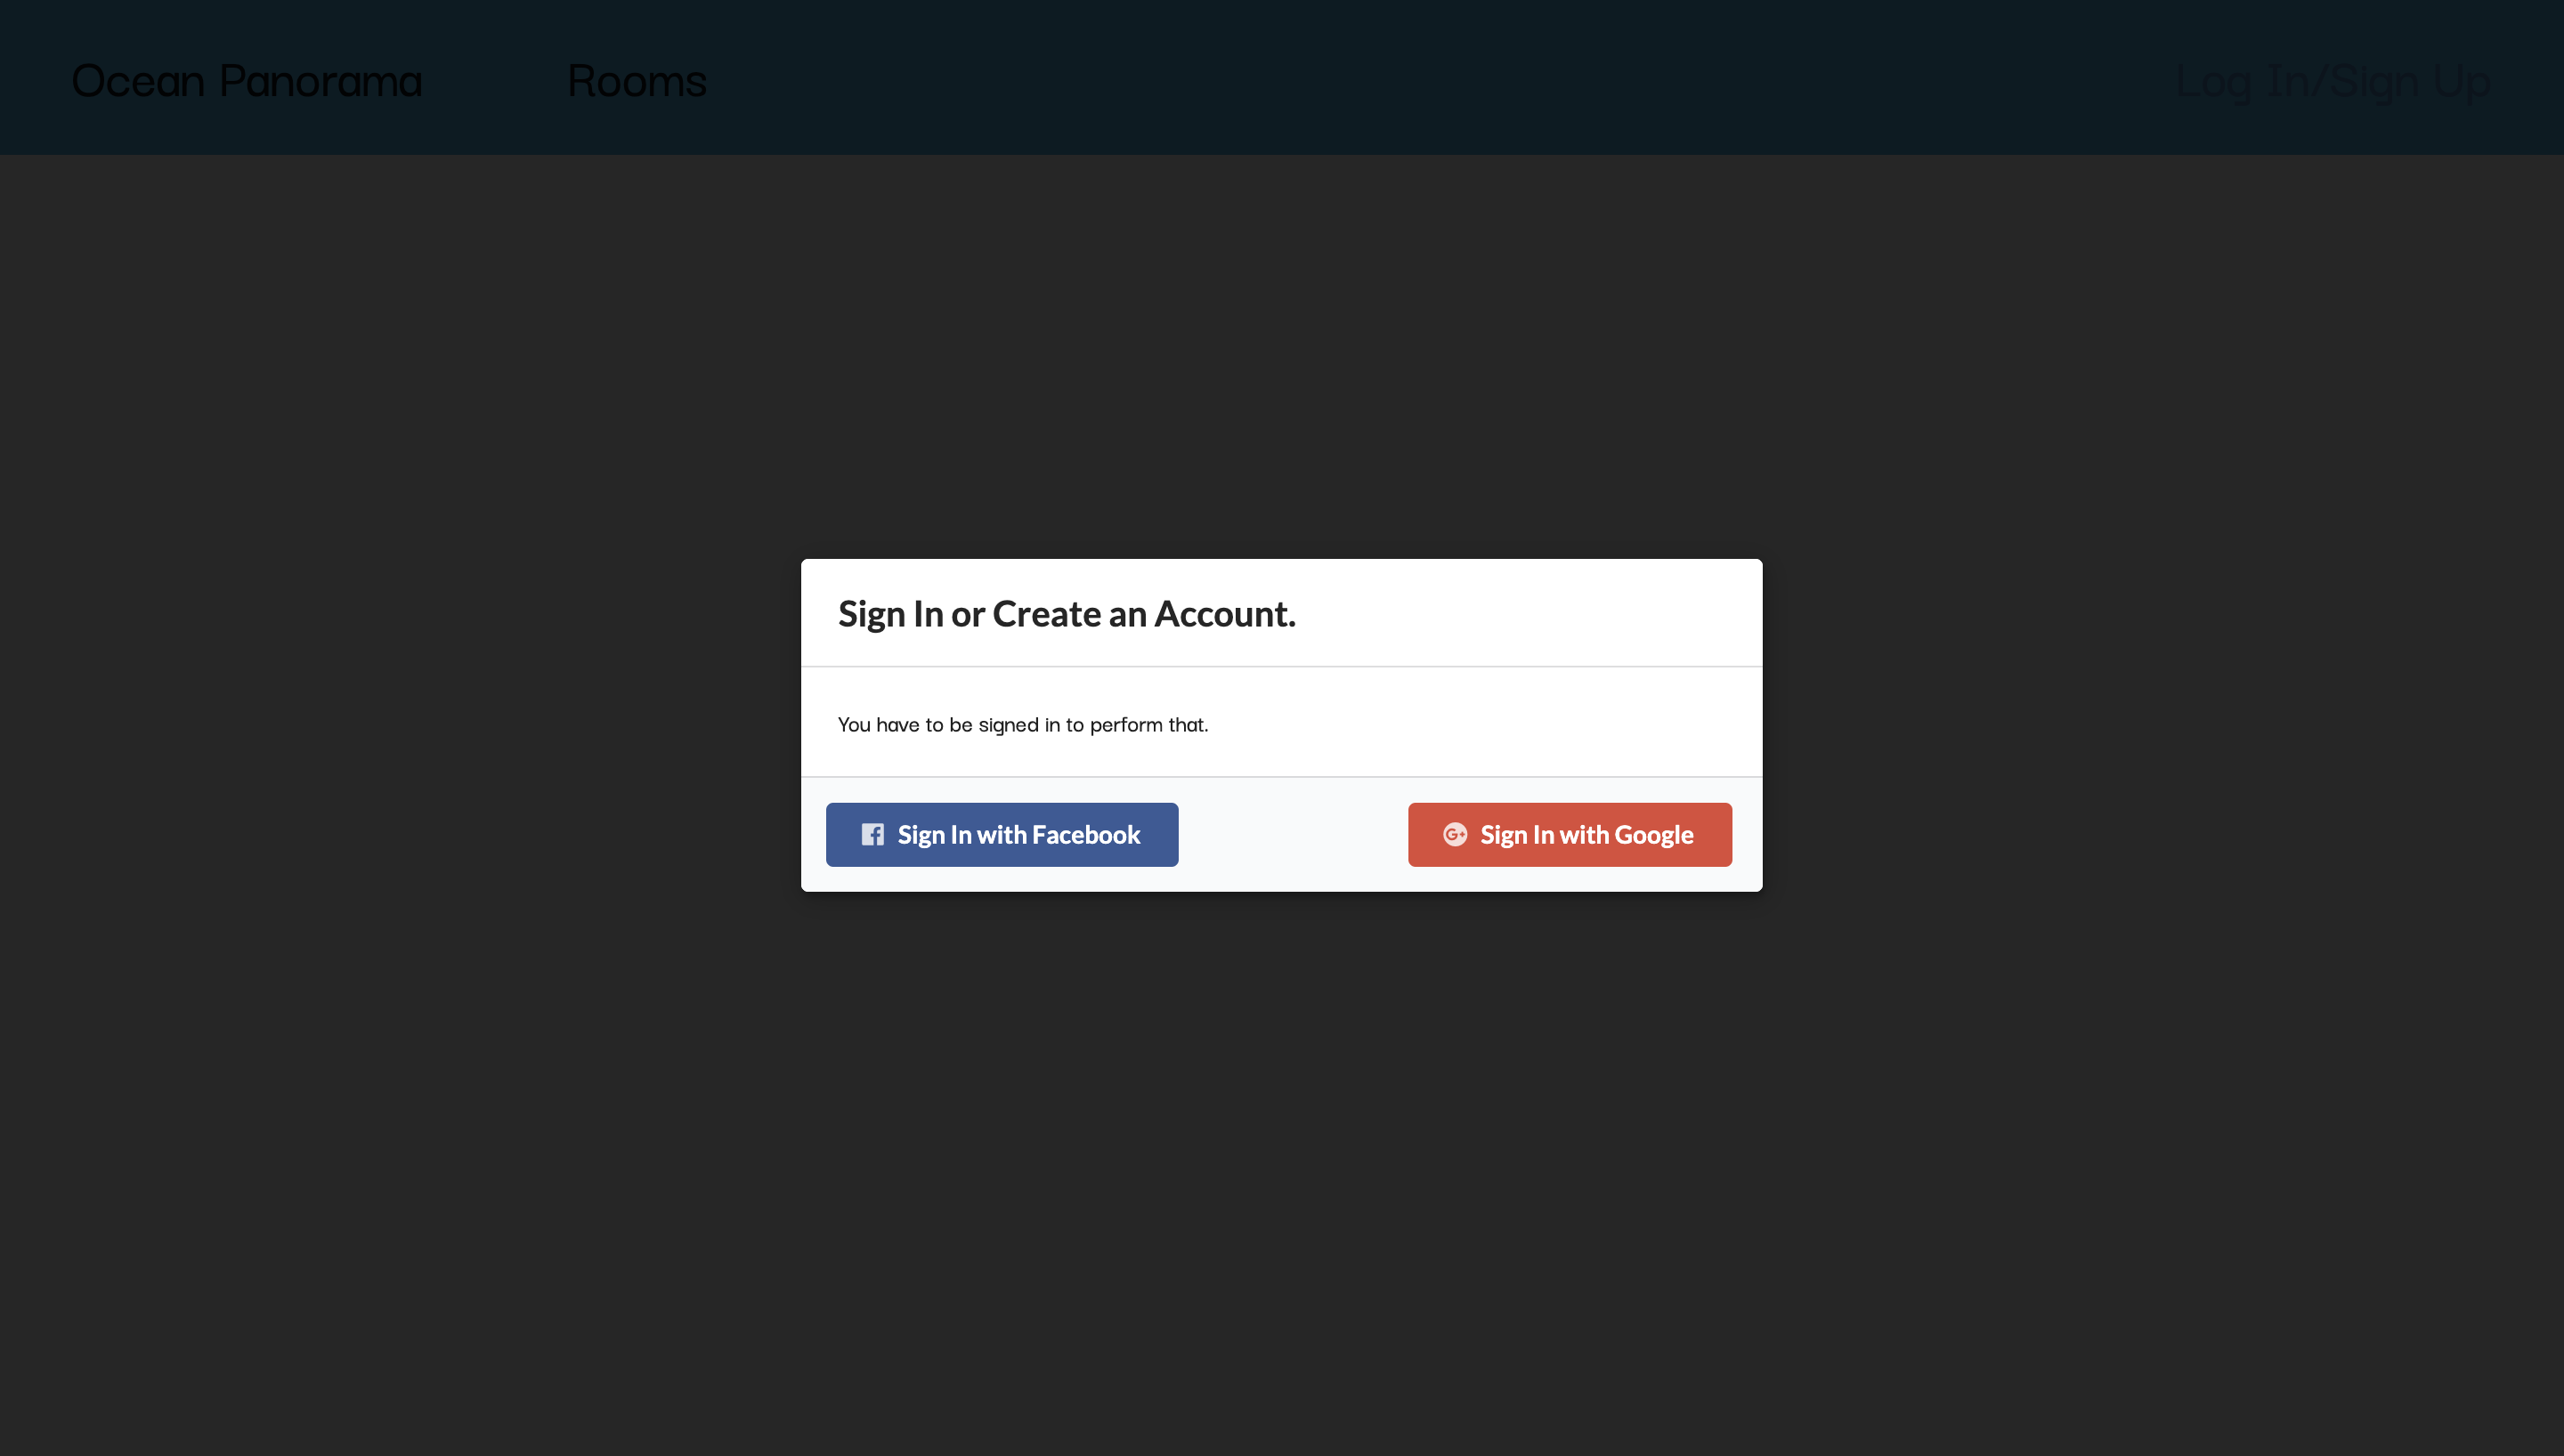 Ocean Panorama Rooms Log In/Sign Up
Sign In or Create an Account.
You have to be signed in to perform that.
Sign In with Facebook Sign In with Google